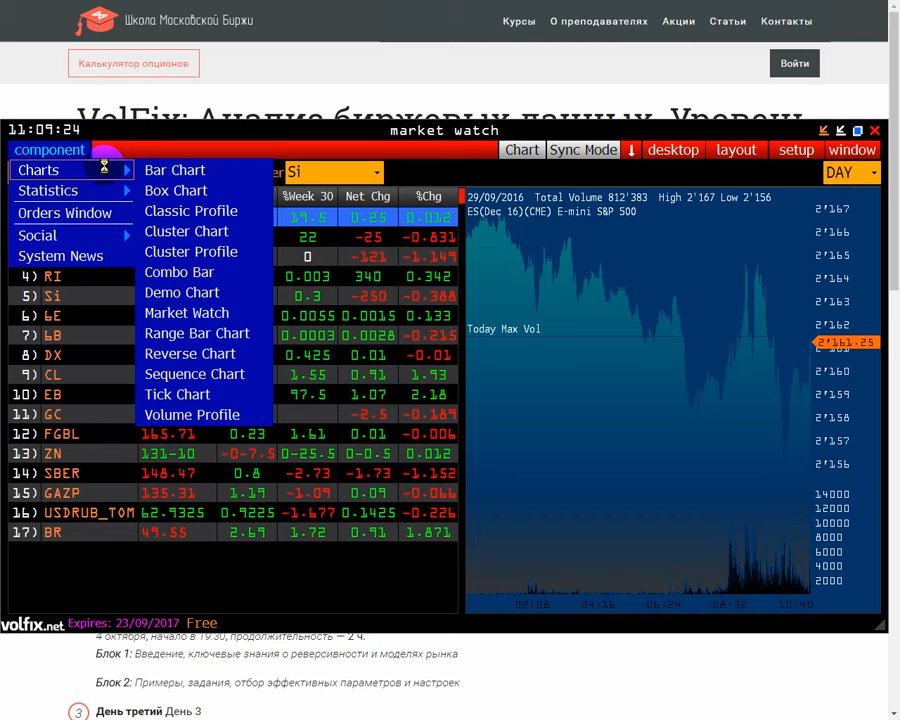 Школа Московской Биржи
Курсы О преподавателях Акции Статьи Контакты
Калькулятор опционов
Войти
VolFix: Анализ биржевых данных. Уровень
11:09:24
market watch
component
Chart Sync Mode desktop layout setup window
Charts
Statistics
Orders Window
Social
System News
Bar Chart
Box Chart
Classic Profile
Cluster Chart
Cluster Profile
Combo Bar
Demo Chart
Market Watch
Range Bar Chart
Reverse Chart
Sequence Chart
Tick Chart
Volume Profile
er Si
DAY
%Week 30 Net Chg %Chg
19.5 0.25 0.012
22 -25 -0.831
0 -121 -1.149
4) RI 0.003 340 0.342
5) Si 0.3 -250 -0.388
6) 6E 0.0055 0.0015 0.133
7) 6B 0.0003 0.0028 -0.215
8) DX 0.425 0.01 -0.01
9) CL 1.55 0.91 1.93
10) EB 97.5 1.07 2.18
11) GC -2.5 -0.189
12) FGBL 165.71 0.23 1.61 0.01 -0.006
13) ZN 131-10 -0-7.5 0-25.5 0-0.5 0.012
14) SBER 148.47 0.8 -2.73 -1.73 -1.152
15) GAZP 135.31 1.19 -1.09 0.09 -0.066
16) USDRUB_TOM 62.9325 0.9225 -1.677 0.1425 -0.226
17) BR 49.55 2.69 1.72 0.91 1.871
29/09/2016 Total Volume 812'383 High 2'167 Low 2'156
ES(Dec 16)(CME) E-mini S&P 500
Today Max Vol
2'167
2'166
2'165
2'164
2'163
2'162
2'161.25
2'160
2'159
2'158
2'157
2'156
14000
12000
10000
8000
6000
4000
2000
02:08 04:16 06:24 08:32 10:40
volfix.net Expires: 23/09/2017 Free
4 октября, начало в 19:30, продолжительность — 2 ч.
Блок 1: Введение, ключевые знания о реверсивности и моделях рынка
Блок 2: Примеры, задания, отбор эффективных параметров и настроек
3 День третий День 3